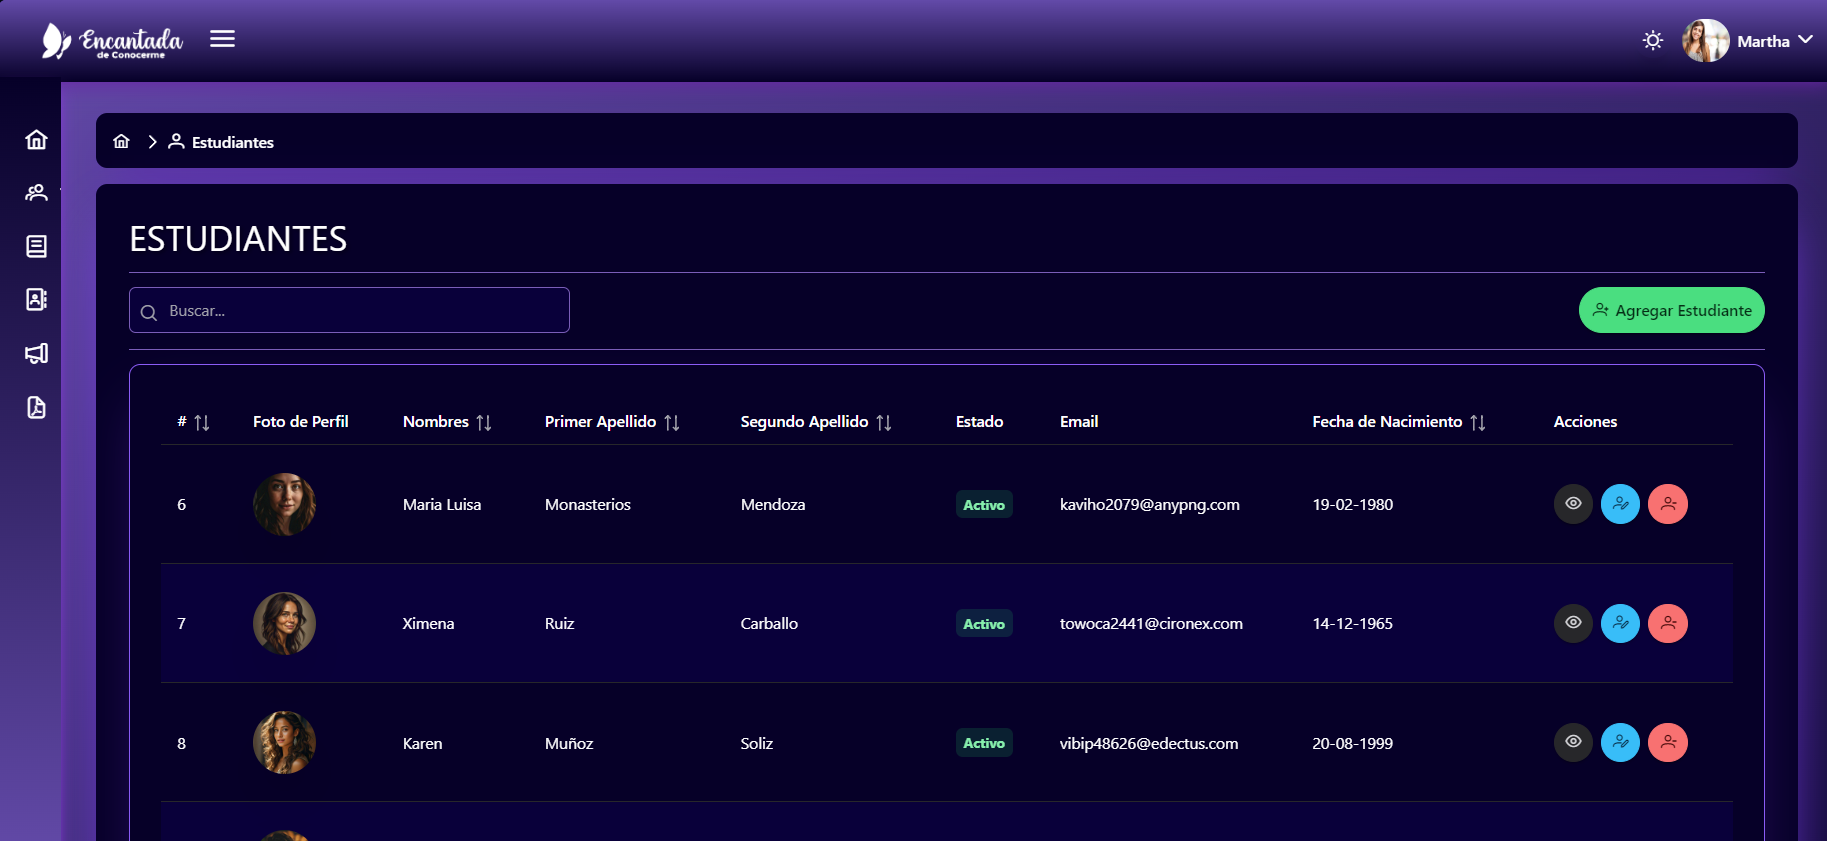 Encantada
de Conocerme
Martha
Estudiantes
ESTUDIANTES
Buscar...
Agregar Estudiante
# Foto de Perfil Nombres Primer Apellido Segundo Apellido Estado Email Fecha de Nacimiento Acciones
6 Maria Luisa Monasterios Mendoza Activo kaviho2079@anypng.com 19-02-1980
7 Ximena Ruiz Carballo Activo towoca2441@cironex.com 14-12-1965
8 Karen Muñoz Soliz Activo vibip48626@edectus.com 20-08-1999